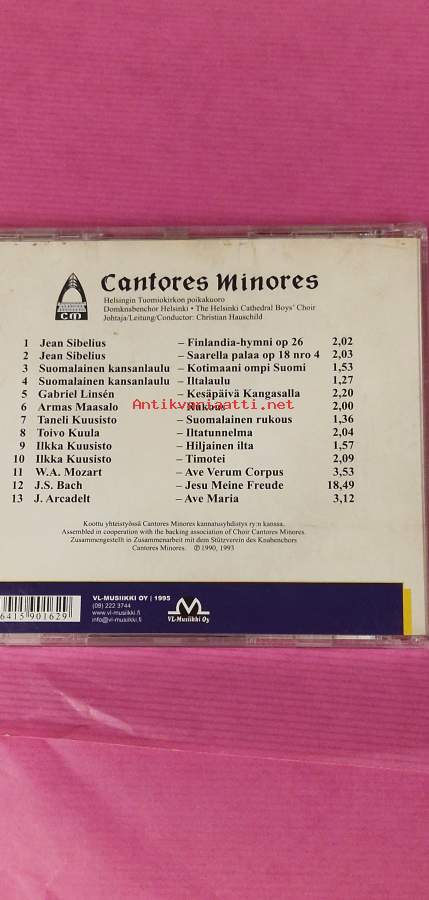 Cantores Minores
Helsingin Tuomiokirkon poikakuoro
Domknabenchor Helsinki • The Helsinki Cathedral Boys' Choir
Johtaja/Leitung/Conductor: Christian Hauschild
CM
1 Jean Sibelius – Finlandia-hymni op 26 2,02
2 Jean Sibelius – Saarella palaa op 18 nro 4 2,03
3 Suomalainen kansanlaulu – Kotimaani ompi Suomi 1,53
4 Suomalainen kansanlaulu – Iltalaulu 1,27
5 Gabriel Linsén – Kesäpäivä Kangasalla 2,20
6 Armas Maasalo – Rukous 2,00
Antikvariaatti.net
7 Taneli Kuusisto – Suomalainen rukous 1,36
8 Toivo Kuula – Iltatunnelma 2,04
9 Ilkka Kuusisto – Hiljainen ilta 1,57
10 Ilkka Kuusisto – Timotei 2,09
11 W.A. Mozart – Ave Verum Corpus 3,53
12 J.S. Bach – Jesu Meine Freude 18,49
13 J. Arcadelt – Ave Maria 3,12
Koottu yhteistyössä Cantores Minores kannatusyhdistys ry:n kanssa.
Assembled in cooperation with the backing association of Choir Cantores Minores.
Zusammengestellt in Zusammenarbeit mit dem Stützverein des Knabenchors
Cantores Minores. ℗ 1990, 1993
6415 901629
VL-MUSIIKKI OY | 1995
(09) 222 3744
www.vl-musiikki.fi
info@vl-musiikki.fi
VL-Musiikki Oy